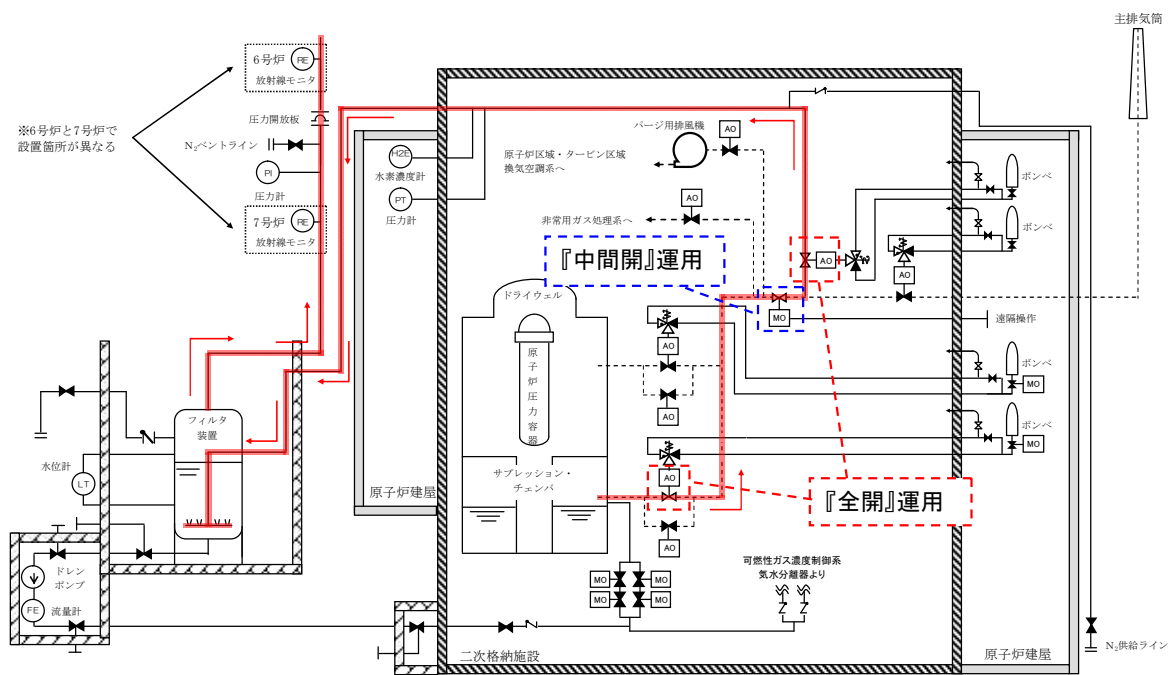 主排気筒
6号炉
RE
放射線モニタ
圧力開放板
※6号炉と7号炉で
設置箇所が異なる
N₂ベントライン
PI
圧力計
7号炉
RE
放射線モニタ
H2E
水素濃度計
PT
圧力計
パージ用排風機
AO
原子炉区域・タービン区域
換気空調系へ
AO
非常用ガス処理系へ
『中間開』運用
AO
AO
MO
遠隔操作
ボンベ
ボンベ
ドライウェル
原子炉圧力容器
AO
AO
ボンベ
MO
ボンベ
MO
サプレッション・
チェンバ
AO
AO
『全開』運用
フィルタ
装置
水位計
LT
原子炉建屋
ドレン
ポンプ
FE
流量計
MO
MO
MO
MO
可燃性ガス濃度制御系
気水分離器より
二次格納施設
原子炉建屋
N₂供給ライン